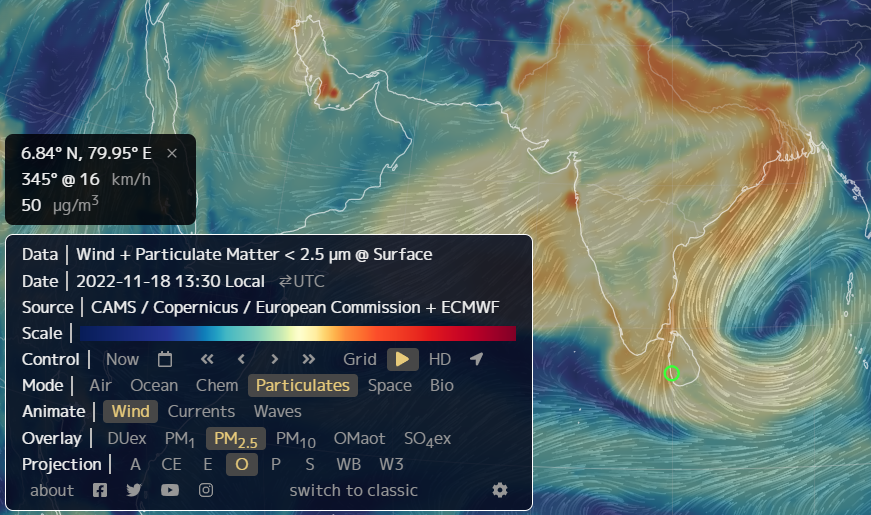 6.84° N, 79.95° E ×
345° @ 16 km/h
50 µg/m³
Data | Wind + Particulate Matter < 2.5 µm @ Surface
Date | 2022-11-18 13:30 Local ⇄UTC
Source | CAMS / Copernicus / European Commission + ECMWF
Scale |
Control | Now « ‹ › » Grid HD
Mode | Air Ocean Chem Particulates Space Bio
Animate | Wind Currents Waves
Overlay | DUex PM₁ PM₂.₅ PM₁₀ OMaot SO₄ex
Projection | A CE E O P S WB W3
about switch to classic